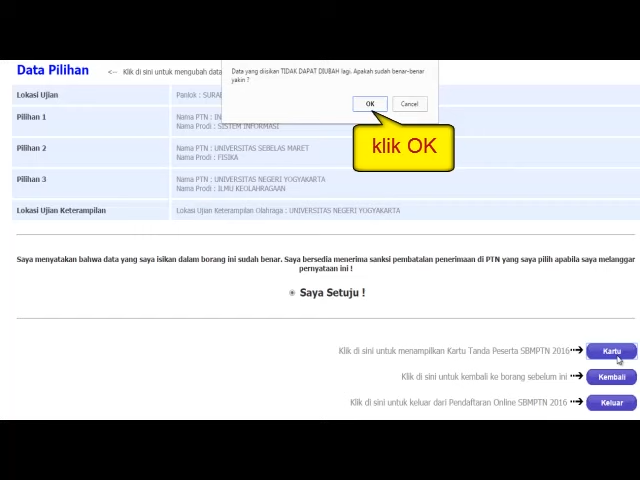 Data yang diisikan TIDAK DAPAT DIUBAH lagi. Apakah sudah benar-benar
yakin ?
OK
Cancel
klik OK
Data Pilihan
<-- Klik di sini untuk mengubah data
Lokasi Ujian
Panlok :
Pilihan 1
Nama PTN :
Nama Prodi : SISTEM INFORMASI
Pilihan 2
Nama PTN : UNIVERSITAS SEBELAS MARET
Nama Prodi : FISIKA
Pilihan 3
Nama PTN : UNIVERSITAS NEGERI YOGYAKARTA
Nama Prodi : ILMU KEOLAHRAGAAN
Lokasi Ujian Keterampilan
Lokasi Ujian Keterampilan Olahraga : UNIVERSITAS NEGERI YOGYAKARTA
Saya menyatakan bahwa data yang saya isikan dalam borang ini sudah benar. Saya bersedia menerima sanksi pembatalan penerimaan di PTN yang saya pilih apabila saya melanggar
pernyataan ini !
Saya Setuju !
Klik di sini untuk menampilkan Kartu Tanda Peserta SBMPTN 2016
Kartu
Klik di sini untuk kembali ke borang sebelum ini
Kembali
Klik di sini untuk keluar dari Pendaftaran Online SBMPTN 2016
Keluar